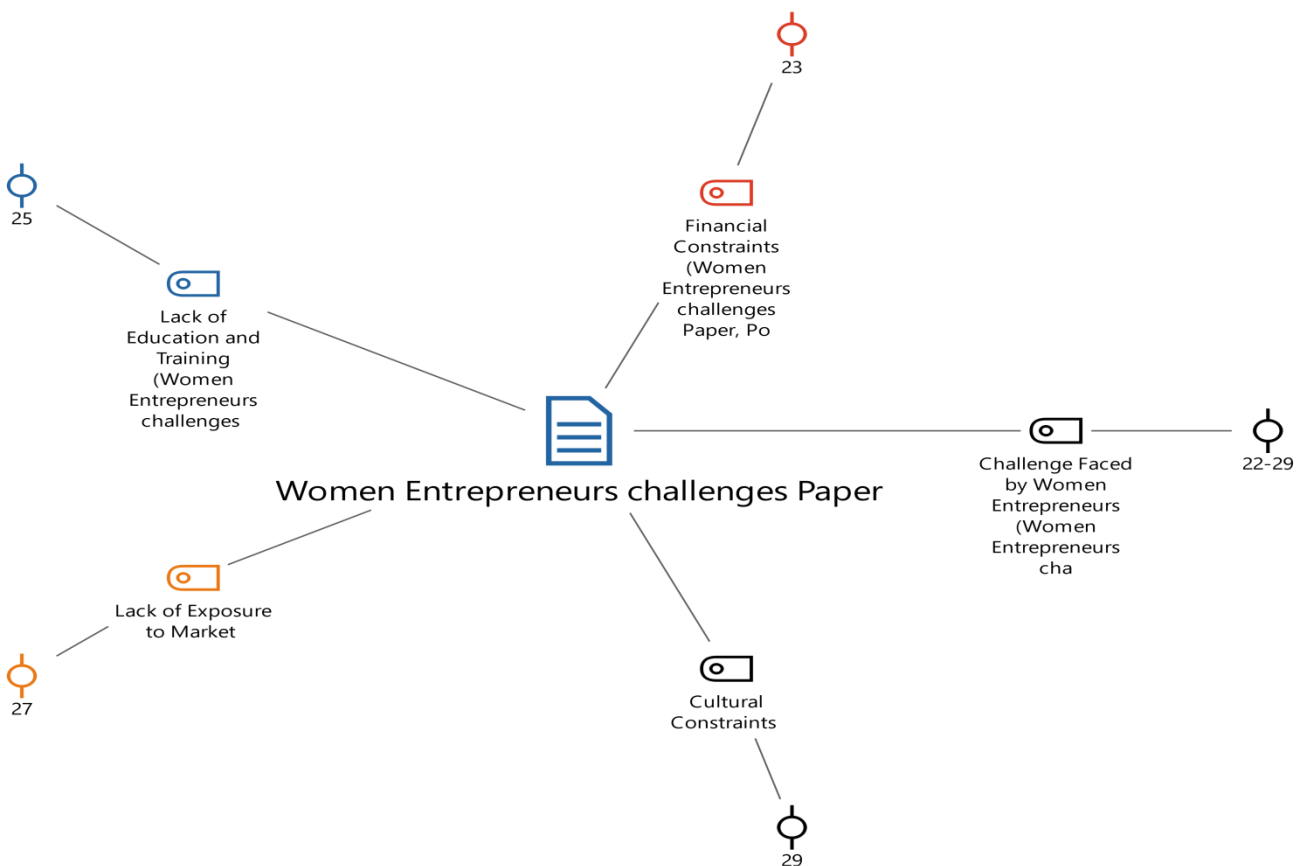 23
25
Financial
Constraints
(Women
Entrepreneurs
challenges
Paper, Po
Lack of
Education and
Training
(Women
Entrepreneurs
challenges
Challenge Faced
by Women
Entrepreneurs
(Women
Entrepreneurs
cha
22-29
Women Entrepreneurs challenges Paper
Lack of Exposure
to Market
27
Cultural
Constraints
29